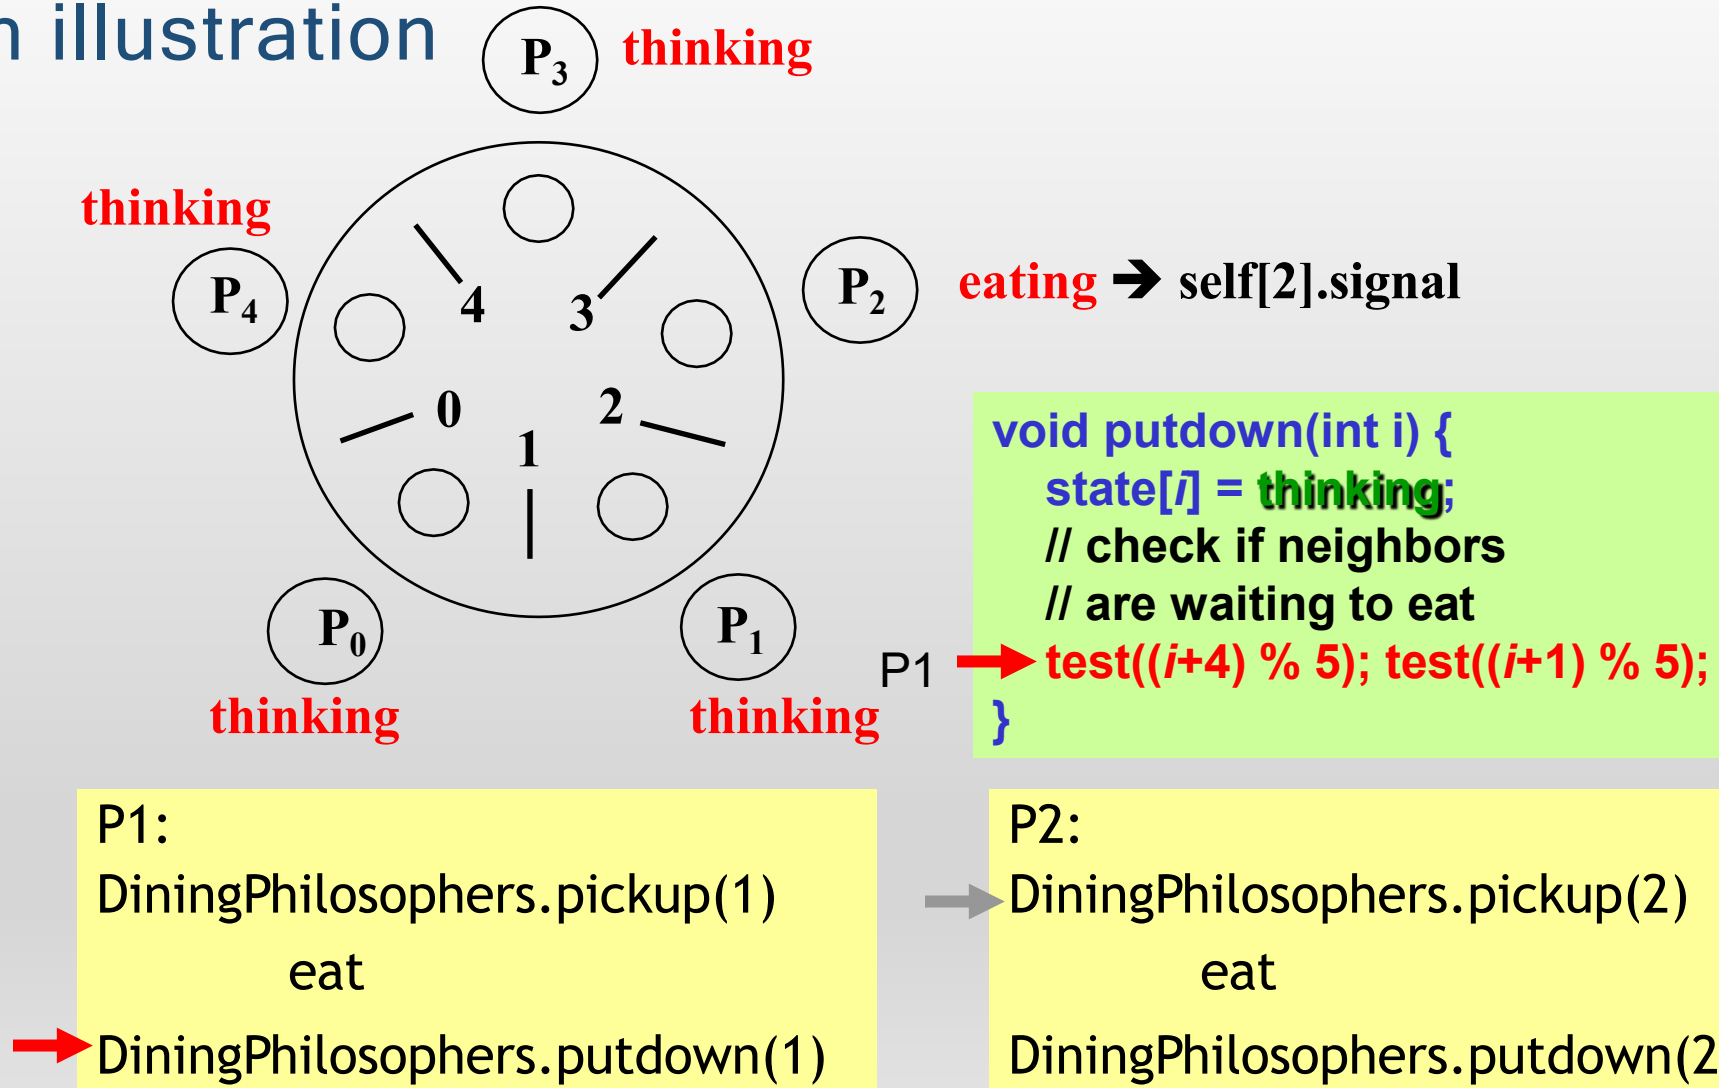 n illustration
P3 thinking
thinking
P4
P2 eating ➔ self[2].signal
4 3
0 2
1
P0
P1
thinking
thinking
void putdown(int i) {
state[i] = thinking;
// check if neighbors
// are waiting to eat
P1 test((i+4) % 5); test((i+1) % 5);
}
P1:
DiningPhilosophers.pickup(1)
eat
DiningPhilosophers.putdown(1)
P2:
DiningPhilosophers.pickup(2)
eat
DiningPhilosophers.putdown(2